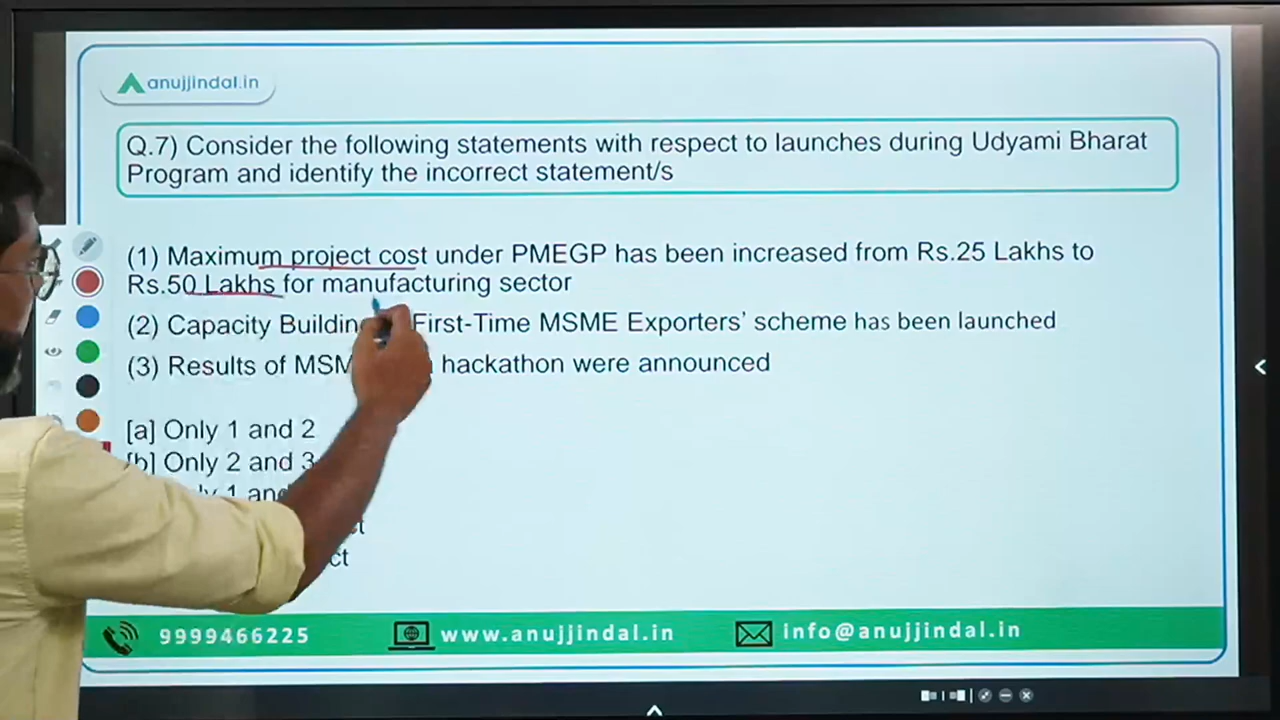 anujjindal.in
Q.7) Consider the following statements with respect to launches during Udyami Bharat
Program and identify the incorrect statement/s
(1) Maximum project cost under PMEGP has been increased from Rs.25 Lakhs to
Rs.50 Lakhs for manufacturing sector
(2) Capacity Building First-Time MSME Exporters' scheme has been launched
(3) Results of hackathon were announced
[a] Only 1 and 2
[b] Only 2 and 3
1
9999466225
www.anujjindal.in
info@anujjindal.in